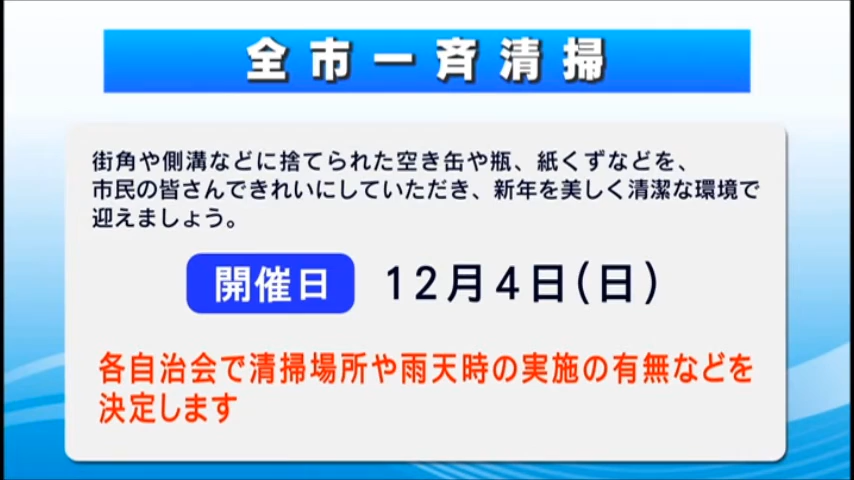 全市一斉清掃
街角や側溝などに捨てられた空き缶や瓶、紙くずなどを、
市民の皆さんできれいにしていただき、新年を美しく清潔な環境で
迎えましょう。
開催日 12月4日(日)
各自治会で清掃場所や雨天時の実施の有無などを
決定します